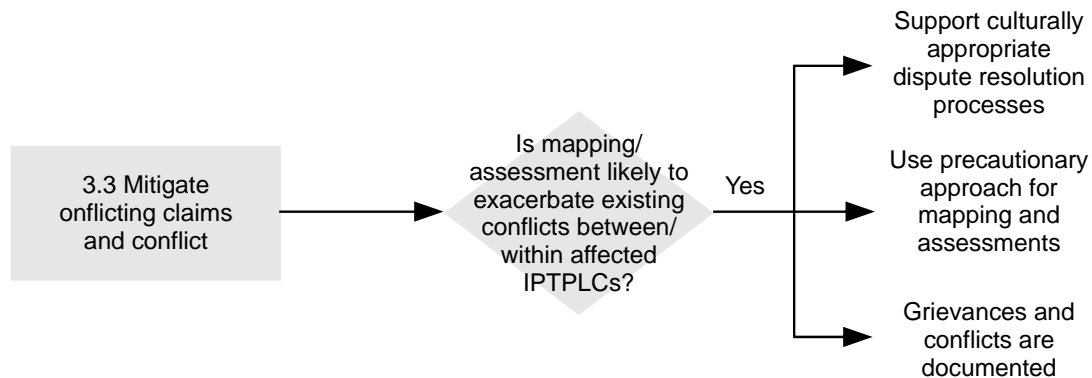 3.3 Mitigate
onflicting claims
and conflict
Is mapping/
assessment likely to
exacerbate existing
conflicts between/
within affected
IPTPLCs?
Yes
Support culturally
appropriate
dispute resolution
processes
Use precautionary
approach for
mapping and
assessments
Grievances and
conflicts are
documented